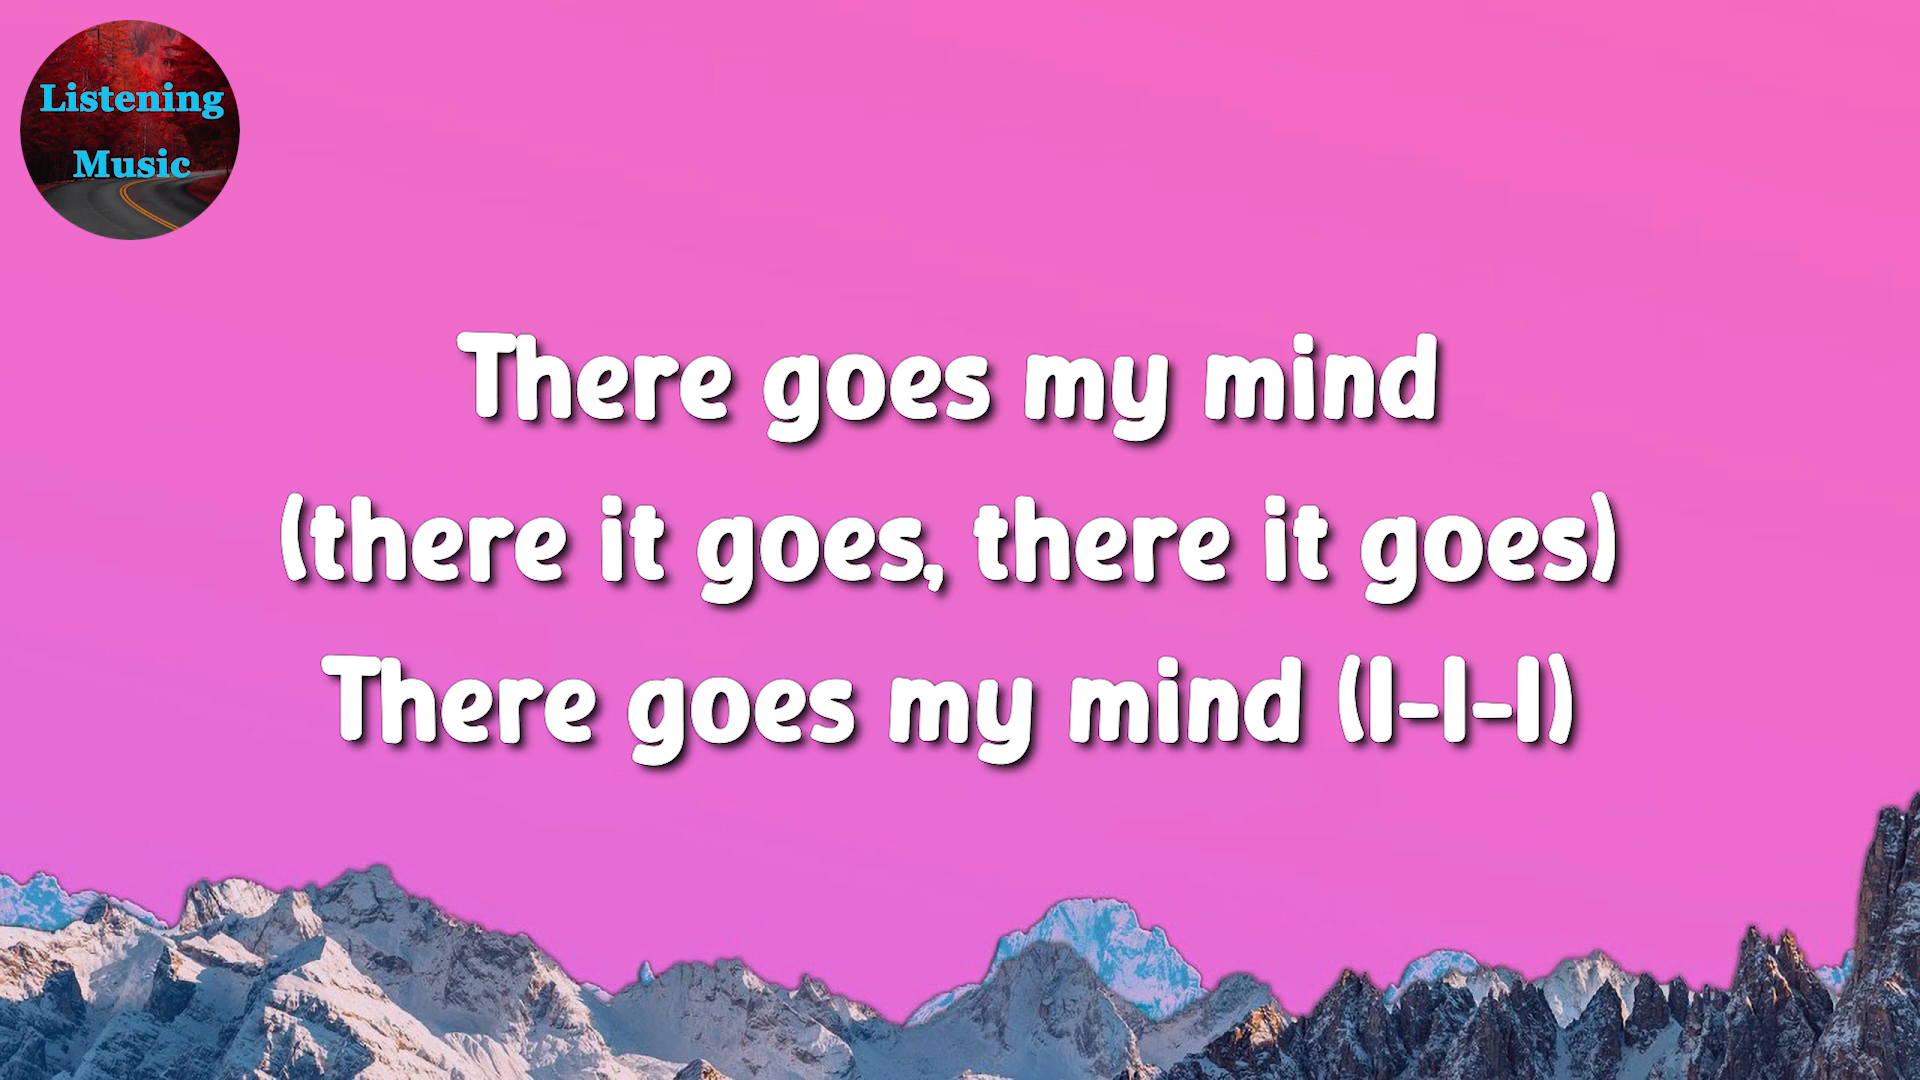 Listening
Music
There goes my mind
(there it goes, there it goes)
There goes my mind (I-I-I)